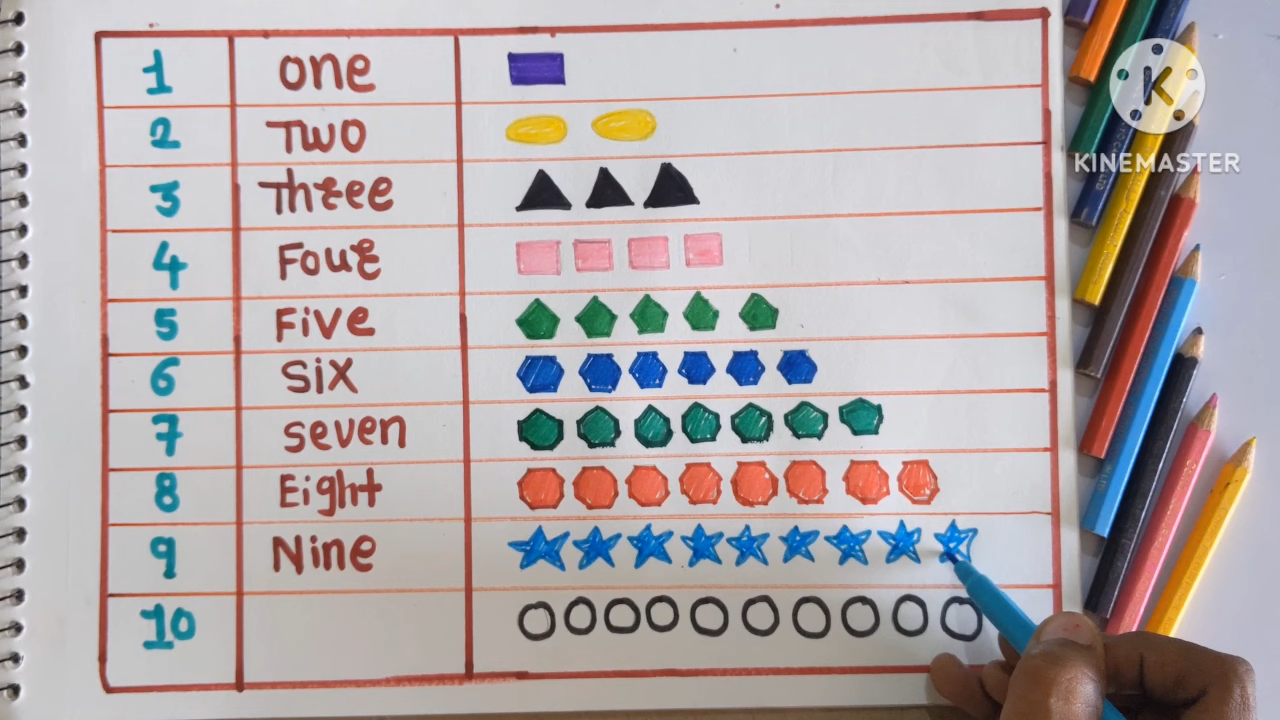 1 one
2 Two
3 Three
4 Four
5 Five
6 Six
7 seven
8 Eight
9 Nine
10
K
KINEMASTER